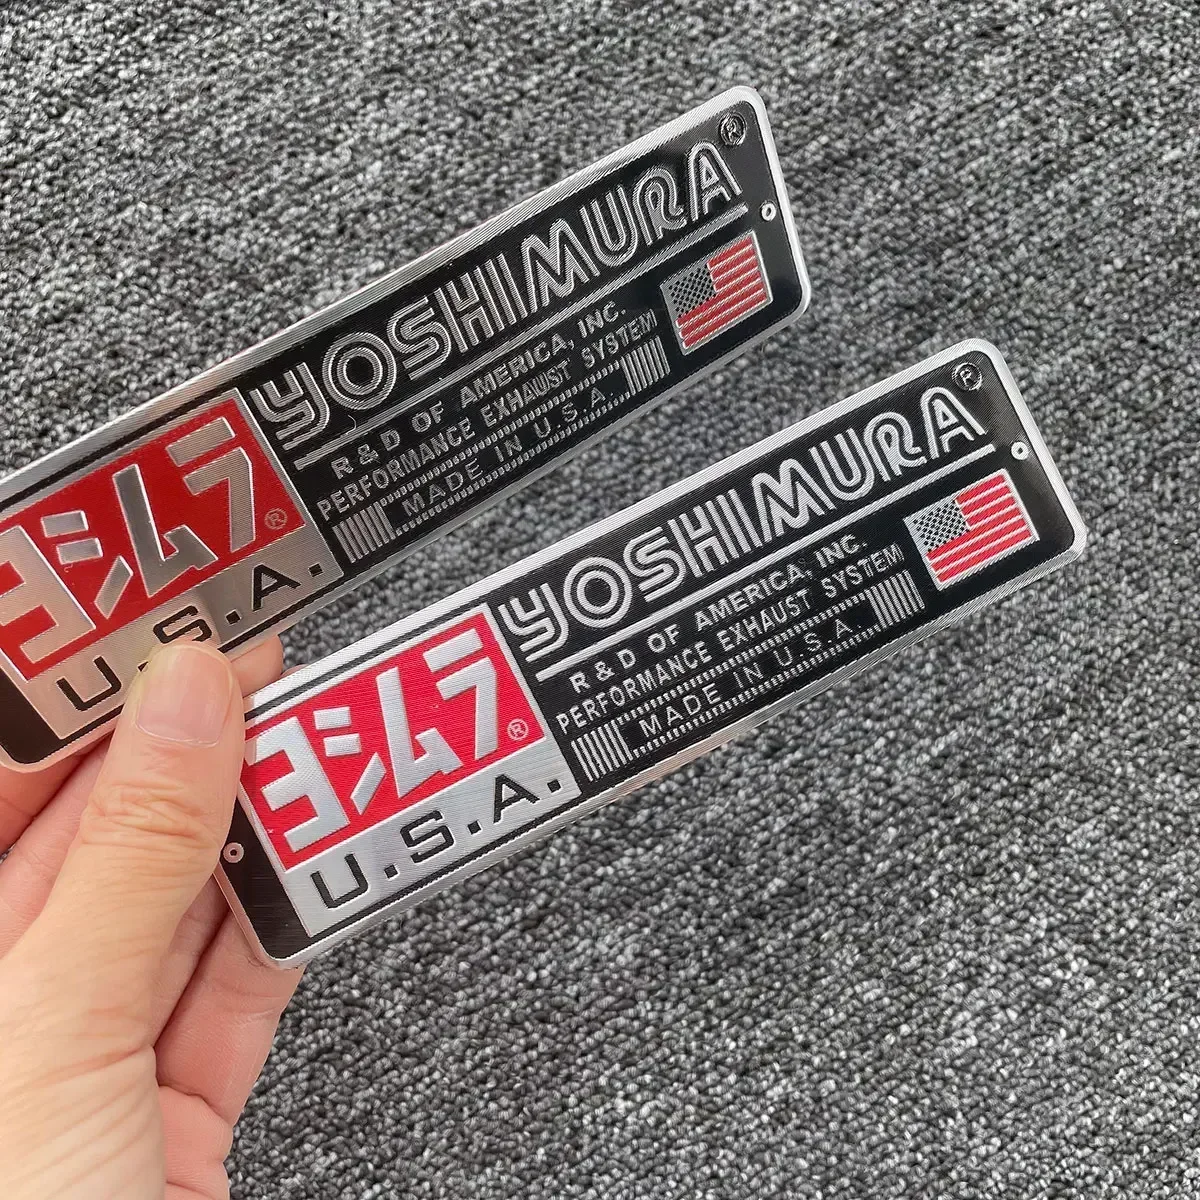 YOSHIMURA®
R & D OF AMERICA, INC.
PERFORMANCE EXHAUST SYSTEM
MADE IN U.S.A.
ヨシムラ®
U.S.A.
YOSHIMURA®
R & D OF AMERICA, INC.
PERFORMANCE EXHAUST SYSTEM
MADE IN U.S.A.
ヨシムラ®
U.S.A.